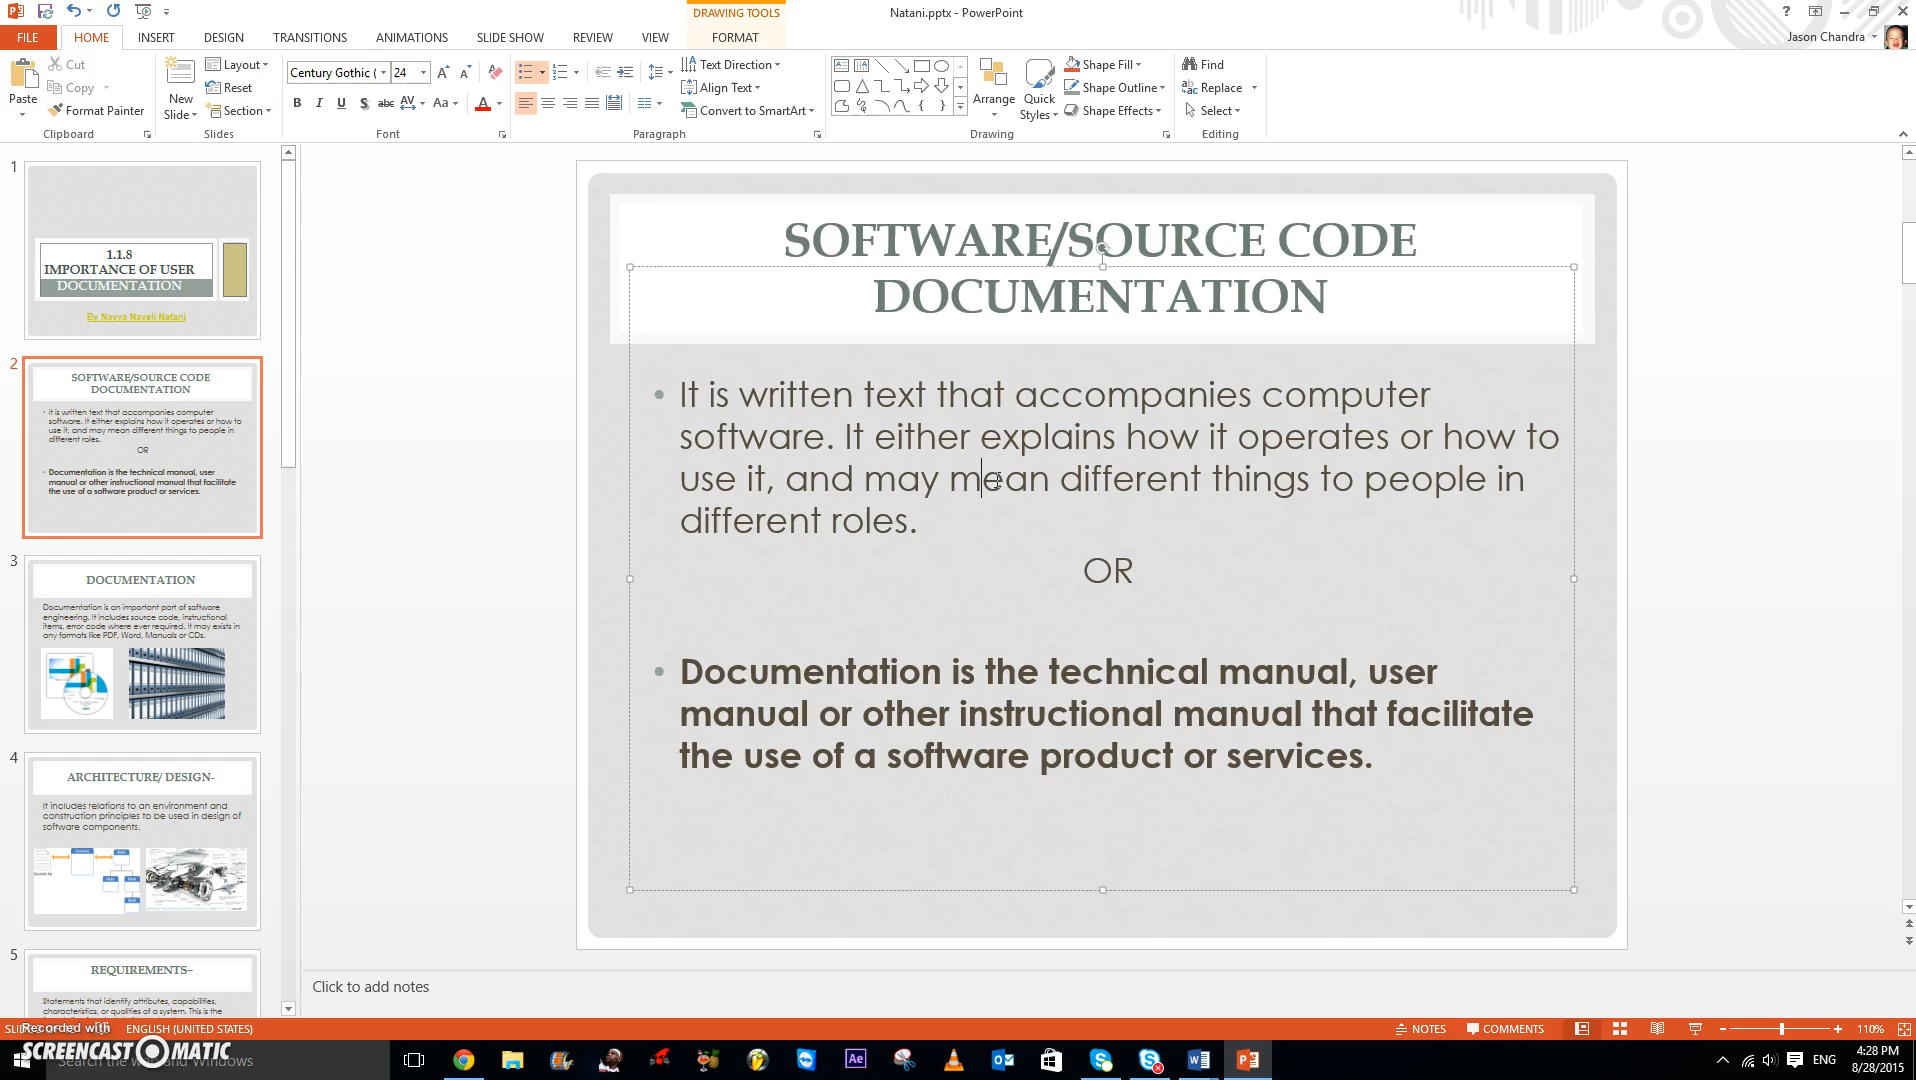 DRAWING TOOLS
Natani.pptx - PowerPoint
FILE HOME INSERT DESIGN TRANSITIONS ANIMATIONS SLIDE SHOW REVIEW VIEW FORMAT
Jason Chandra
Paste
Cut
Copy
Format Painter
Clipboard
New Slide
Layout
Reset
Section
Slides
Century Gothic (
24
B I U S abc AV Aa A
Font
Text Direction
Align Text
Convert to SmartArt
Paragraph
Arrange
Quick Styles
Shape Fill
Shape Outline
Shape Effects
Drawing
Find
Replace
Select
Editing
1
1.1.8
IMPORTANCE OF USER
DOCUMENTATION
By Navya Naveli Natani
2
SOFTWARE/SOURCE CODE
DOCUMENTATION
It is written text that accompanies computer
software. It either explains how it operates or how to
use it, and may mean different things to people in
different roles.
OR
Documentation is the technical manual, user
manual or other instructional manual that facilitate
the use of a software product or services.
3
DOCUMENTATION
Documentation is an important part of software
engineering. It includes source code, instructional
items, error code where ever required. It may exists in
any formats like PDF, Word, Manuals or CDs.
4
ARCHITECTURE/ DESIGN-
It includes relations to an environment and
construction principles to be used in design of
software components.
5
REQUIREMENTS–
Statements that identify attributes, capabilities,
characteristics, or qualities of a system. This is the
SOFTWARE/SOURCE CODE
DOCUMENTATION
• It is written text that accompanies computer
software. It either explains how it operates or how to
use it, and may mean different things to people in
different roles.
OR
• Documentation is the technical manual, user
manual or other instructional manual that facilitate
the use of a software product or services.
Click to add notes
ENGLISH (UNITED STATES)
NOTES COMMENTS
110%
Recorded with
SCREENCAST MATIC
Search the web and Windows
Ae
ENG
4:28 PM
8/28/2015